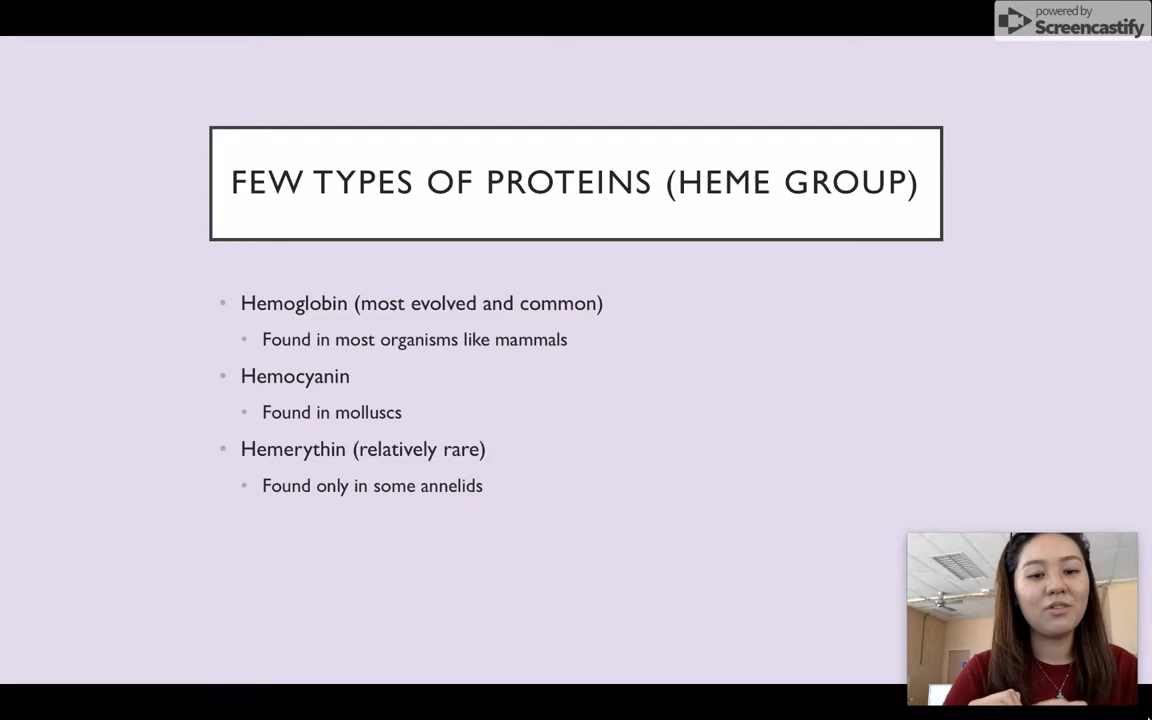 powered by
Screencastify
FEW TYPES OF PROTEINS (HEME GROUP)
• Hemoglobin (most evolved and common)
• Found in most organisms like mammals
• Hemocyanin
• Found in molluscs
• Hemerythin (relatively rare)
• Found only in some annelids